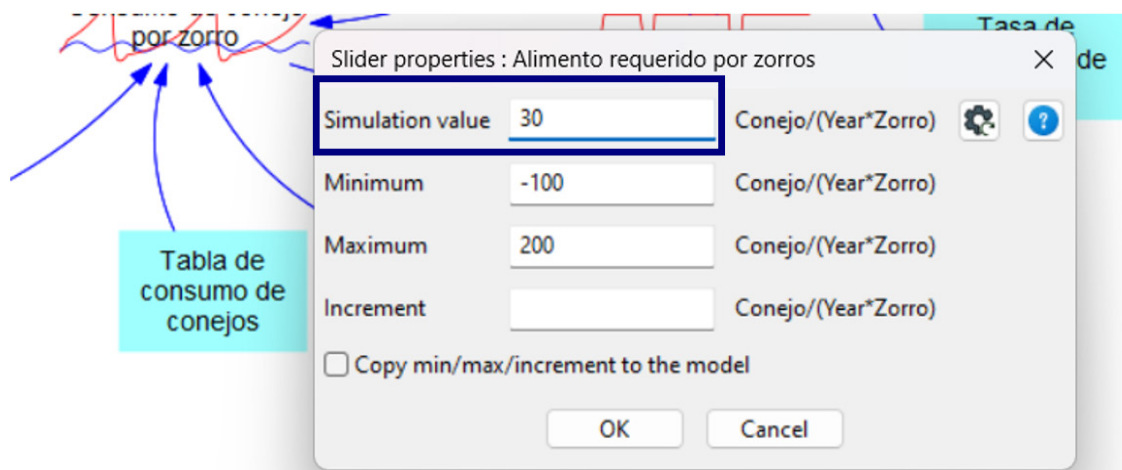 por zorro
Tasa de
de
Slider properties : Alimento requerido por zorros
Simulation value 30 Conejo/(Year*Zorro) ?
Minimum -100 Conejo/(Year*Zorro)
Maximum 200 Conejo/(Year*Zorro)
Increment Conejo/(Year*Zorro)
Copy min/max/increment to the model
OK Cancel
Tabla de
consumo de
conejos